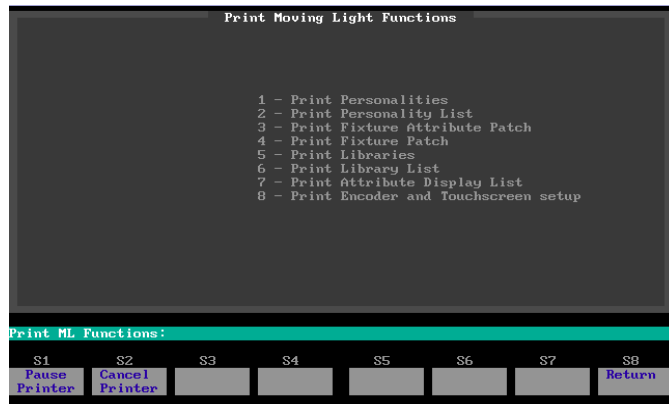 Print Moving Light Functions
1 - Print Personalities
2 - Print Personality List
3 - Print Fixture Attribute Patch
4 - Print Fixture Patch
5 - Print Libraries
6 - Print Library List
7 - Print Attribute Display List
8 - Print Encoder and Touchscreen setup
Print ML Functions:
S1 S2 S3 S4 S5 S6 S7 S8
Pause Cancel Return
Printer Printer